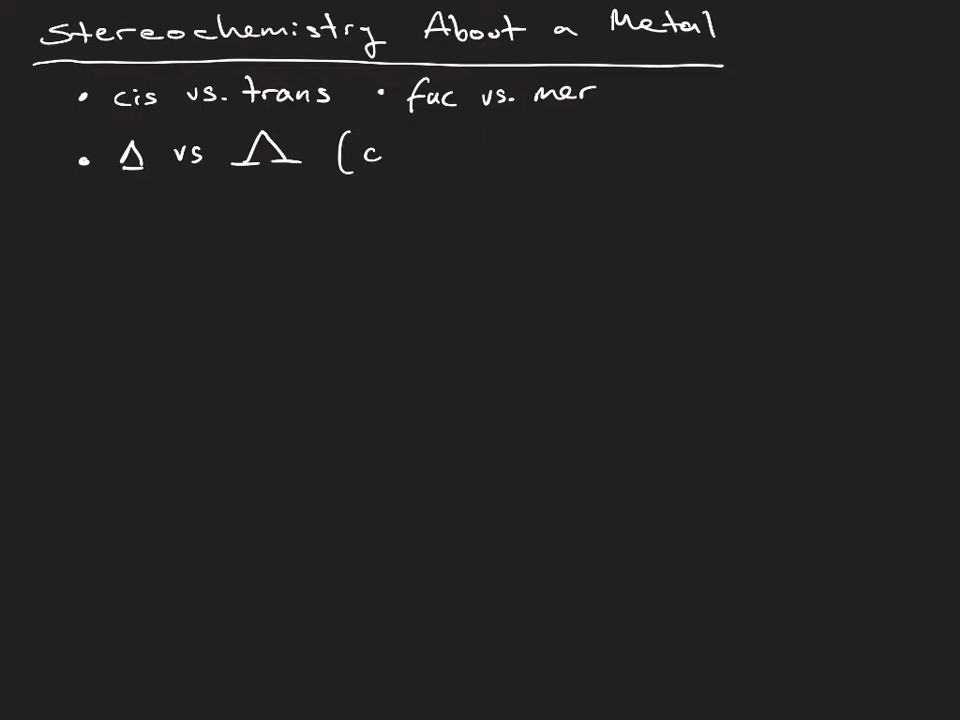 Stereochemistry About a Metal
• cis vs. trans • fac vs. mer
• Δ vs Λ (c